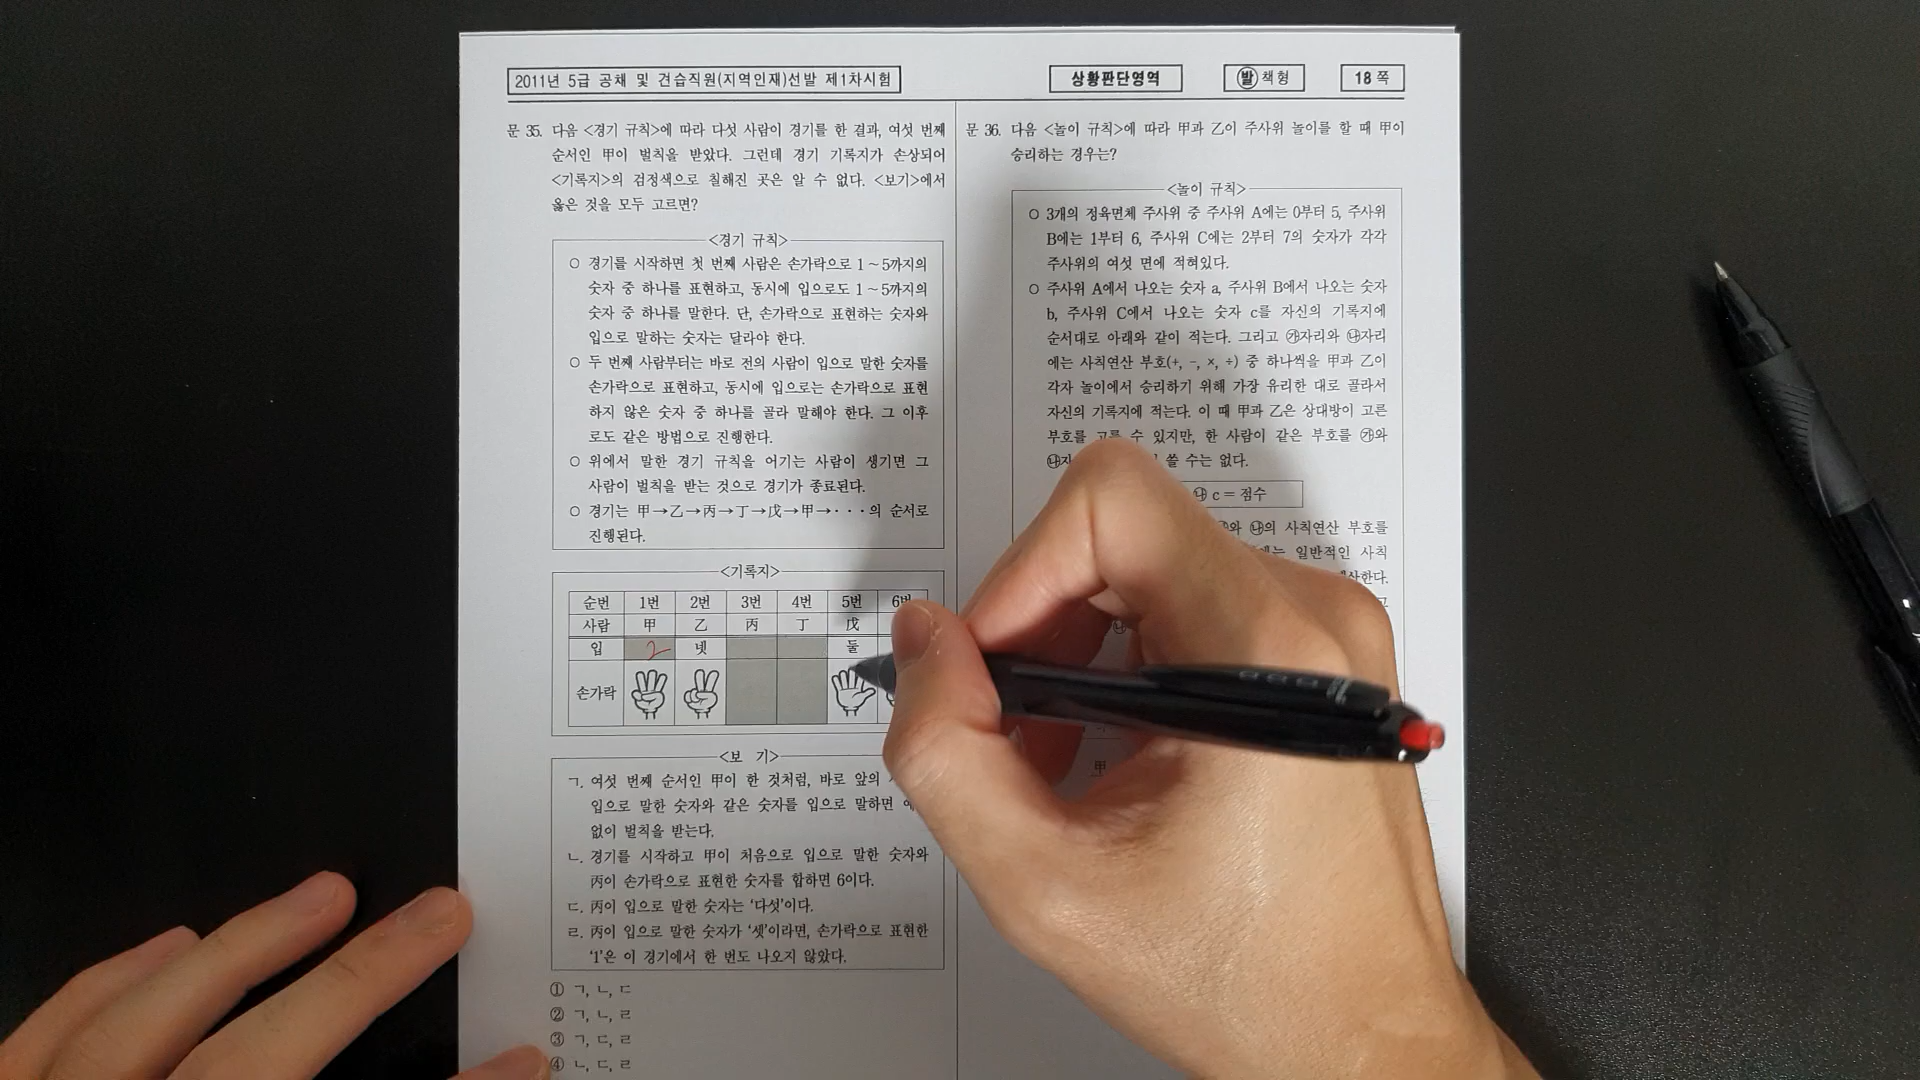 2011년 5급 공채 및 견습직원(지역인재)선발 제1차시험
상황판단영역
발 책형
18 쪽
문 35. 다음 <경기 규칙>에 따라 다섯 사람이 경기를 한 결과, 여섯 번째
순서인 甲이 벌칙을 받았다. 그런데 경기 기록지가 손상되어
<기록지>의 검정색으로 칠해진 곳은 알 수 없다. <보기>에서
옳은 것을 모두 고르면?
<경기 규칙>
○ 경기를 시작하면 첫 번째 사람은 손가락으로 1～5까지의
숫자 중 하나를 표현하고, 동시에 입으로도 1～5까지의
숫자 중 하나를 말한다. 단, 손가락으로 표현하는 숫자와
입으로 말하는 숫자는 달라야 한다.
○ 두 번째 사람부터는 바로 전의 사람이 입으로 말한 숫자를
손가락으로 표현하고, 동시에 입으로는 손가락으로 표현
하지 않은 숫자 중 하나를 골라 말해야 한다. 그 이후
로도 같은 방법으로 진행한다.
○ 위에서 말한 경기 규칙을 어기는 사람이 생기면 그
사람이 벌칙을 받는 것으로 경기가 종료된다.
○ 경기는 甲→乙→丙→丁→戊→甲→···의 순서로
진행된다.
<기록지>
순번 1번 2번 3번 4번 5번 6번
사람 甲 乙 丙 丁 戊
입 2 넷 둘
손가락
<보 기>
ㄱ. 여섯 번째 순서인 甲이 한 것처럼, 바로 앞의
입으로 말한 숫자와 같은 숫자를 입으로 말하면
없이 벌칙을 받는다.
ㄴ. 경기를 시작하고 甲이 처음으로 입으로 말한 숫자와
丙이 손가락으로 표현한 숫자를 합하면 6이다.
ㄷ. 丙이 입으로 말한 숫자는 ‘다섯’이다.
ㄹ. 丙이 입으로 말한 숫자가 ‘셋’이라면, 손가락으로 표현한
‘1’은 이 경기에서 한 번도 나오지 않았다.
① ㄱ, ㄴ, ㄷ
② ㄱ, ㄴ, ㄹ
③ ㄱ, ㄷ, ㄹ
④ ㄴ, ㄷ, ㄹ
문 36. 다음 <놀이 규칙>에 따라 甲과 乙이 주사위 놀이를 할 때 甲이
승리하는 경우는?
<놀이 규칙>
○ 3개의 정육면체 주사위 중 주사위 A에는 0부터 5, 주사위
B에는 1부터 6, 주사위 C에는 2부터 7의 숫자가 각각
주사위의 여섯 면에 적혀있다.
○ 주사위 A에서 나오는 숫자 a, 주사위 B에서 나오는 숫자
b, 주사위 C에서 나오는 숫자 c를 자신의 기록지에
순서대로 아래와 같이 적는다. 그리고 ㉮자리와 ㉯자리
에는 사칙연산 부호(+, −, ×, ÷) 중 하나씩을 甲과 乙이
각자 놀이에서 승리하기 위해 가장 유리한 대로 골라서
자신의 기록지에 적는다. 이 때 甲과 乙은 상대방이 고른
부호를 고를 수 있지만, 한 사람이 같은 부호를 ㉮와
㉯자 쓸 수는 없다.
㉯ c = 점수
와 ㉯의 사칙연산 부호를
는 일반적인 사칙
산한다.
㉯
甲